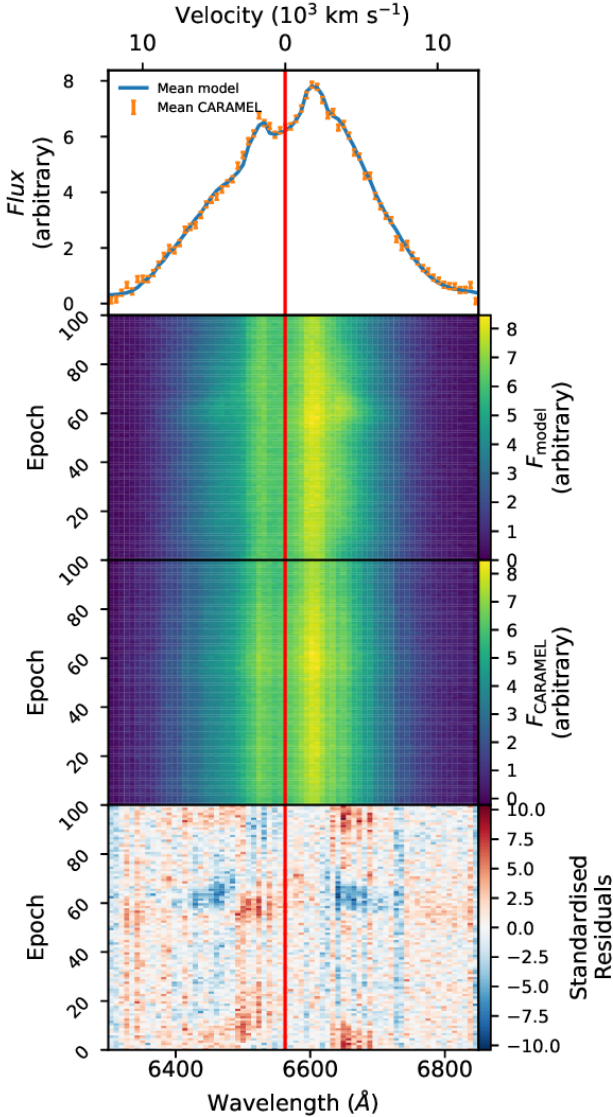 Velocity (10³ km s⁻¹)
10 0 10
Mean model
Mean CARAMEL
Flux
(arbitrary)
8
6
4
2
0
Epoch
100
80
60
40
20
F_model
(arbitrary)
8
7
6
5
4
3
2
1
0
Epoch
100
80
60
40
20
F_CARAMEL
(arbitrary)
8
7
6
5
4
3
2
1
0
Epoch
100
80
60
40
20
0
Standardised
Residuals
10.0
7.5
5.0
2.5
0.0
−2.5
−5.0
−7.5
−10.0
6400 6600 6800
Wavelength (Å)